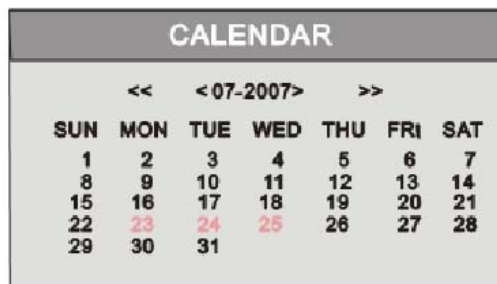 CALENDAR
<< <07-2007> >>
SUN MON TUE WED THU FRI SAT
1 2 3 4 5 6 7
8 9 10 11 12 13 14
15 16 17 18 19 20 21
22 23 24 25 26 27 28
29 30 31